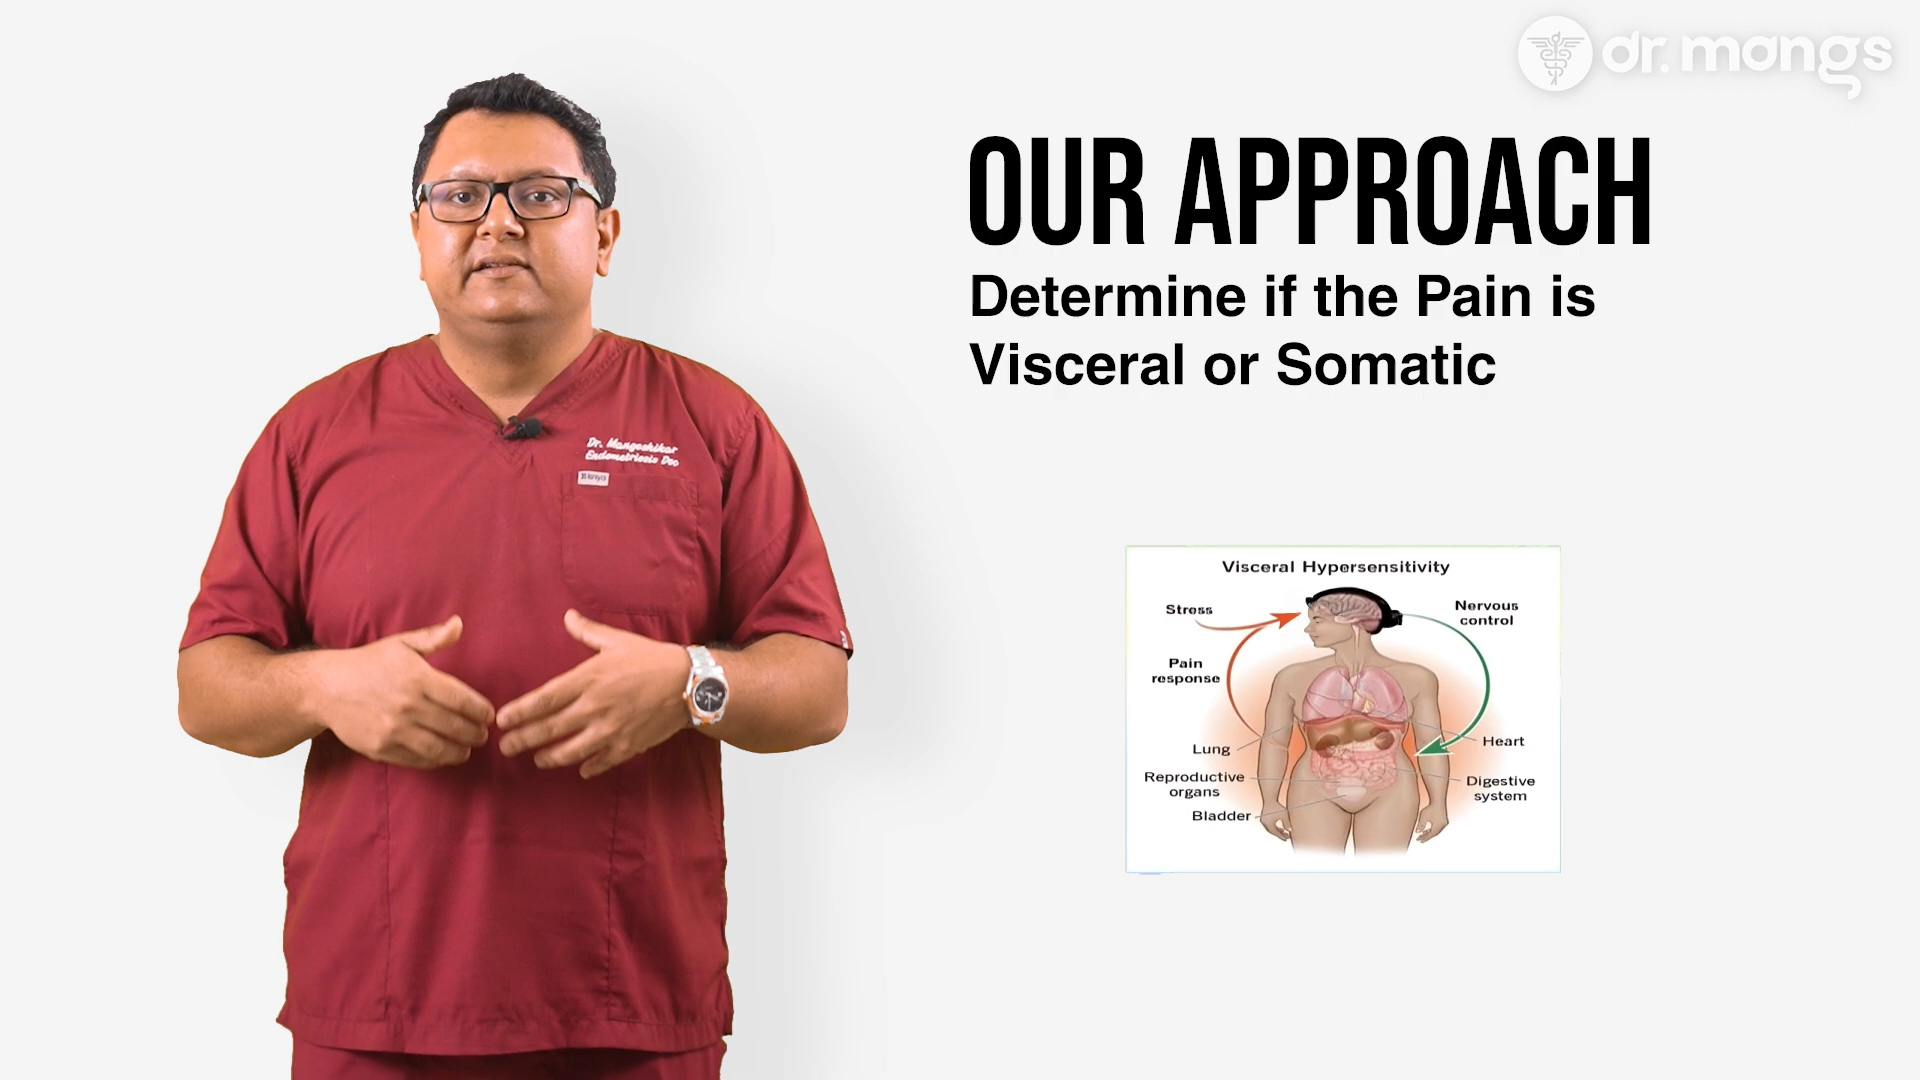 dr. mangs
OUR APPROACH
Determine if the Pain is
Visceral or Somatic
Dr. Mangeshikar
Endometriosis Doc
Visceral Hypersensitivity
Stress
Nervous
control
Pain
response
Lung
Heart
Reproductive
organs
Digestive
system
Bladder